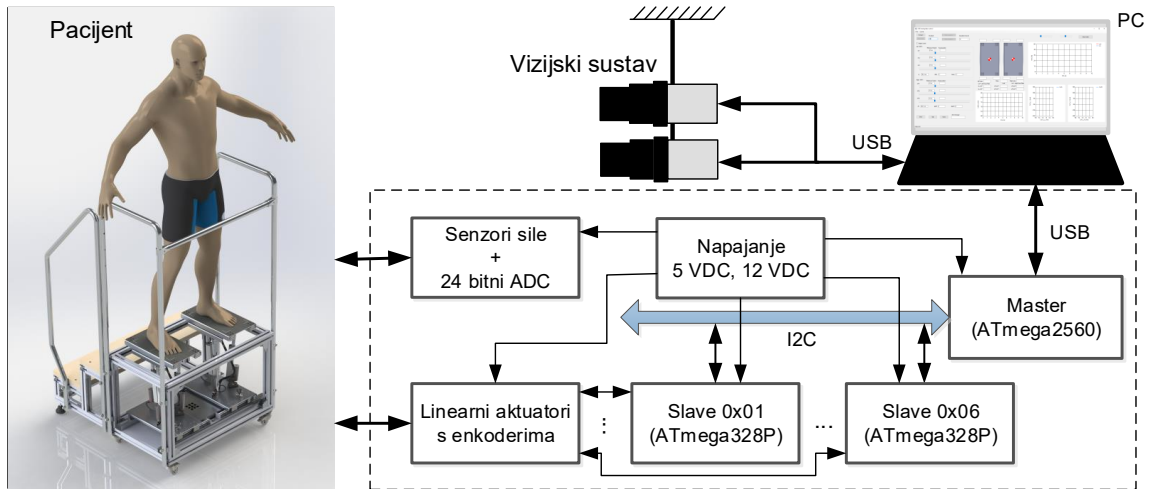 Pacijent
Vizijski sustav
PC
USB
USB
Senzori sile
+
24 bitni ADC
Napajanje
5 VDC, 12 VDC
Master
(ATmega2560)
I2C
Linearni aktuatori
s enkoderima
⋮
Slave 0x01
(ATmega328P)
...
Slave 0x06
(ATmega328P)